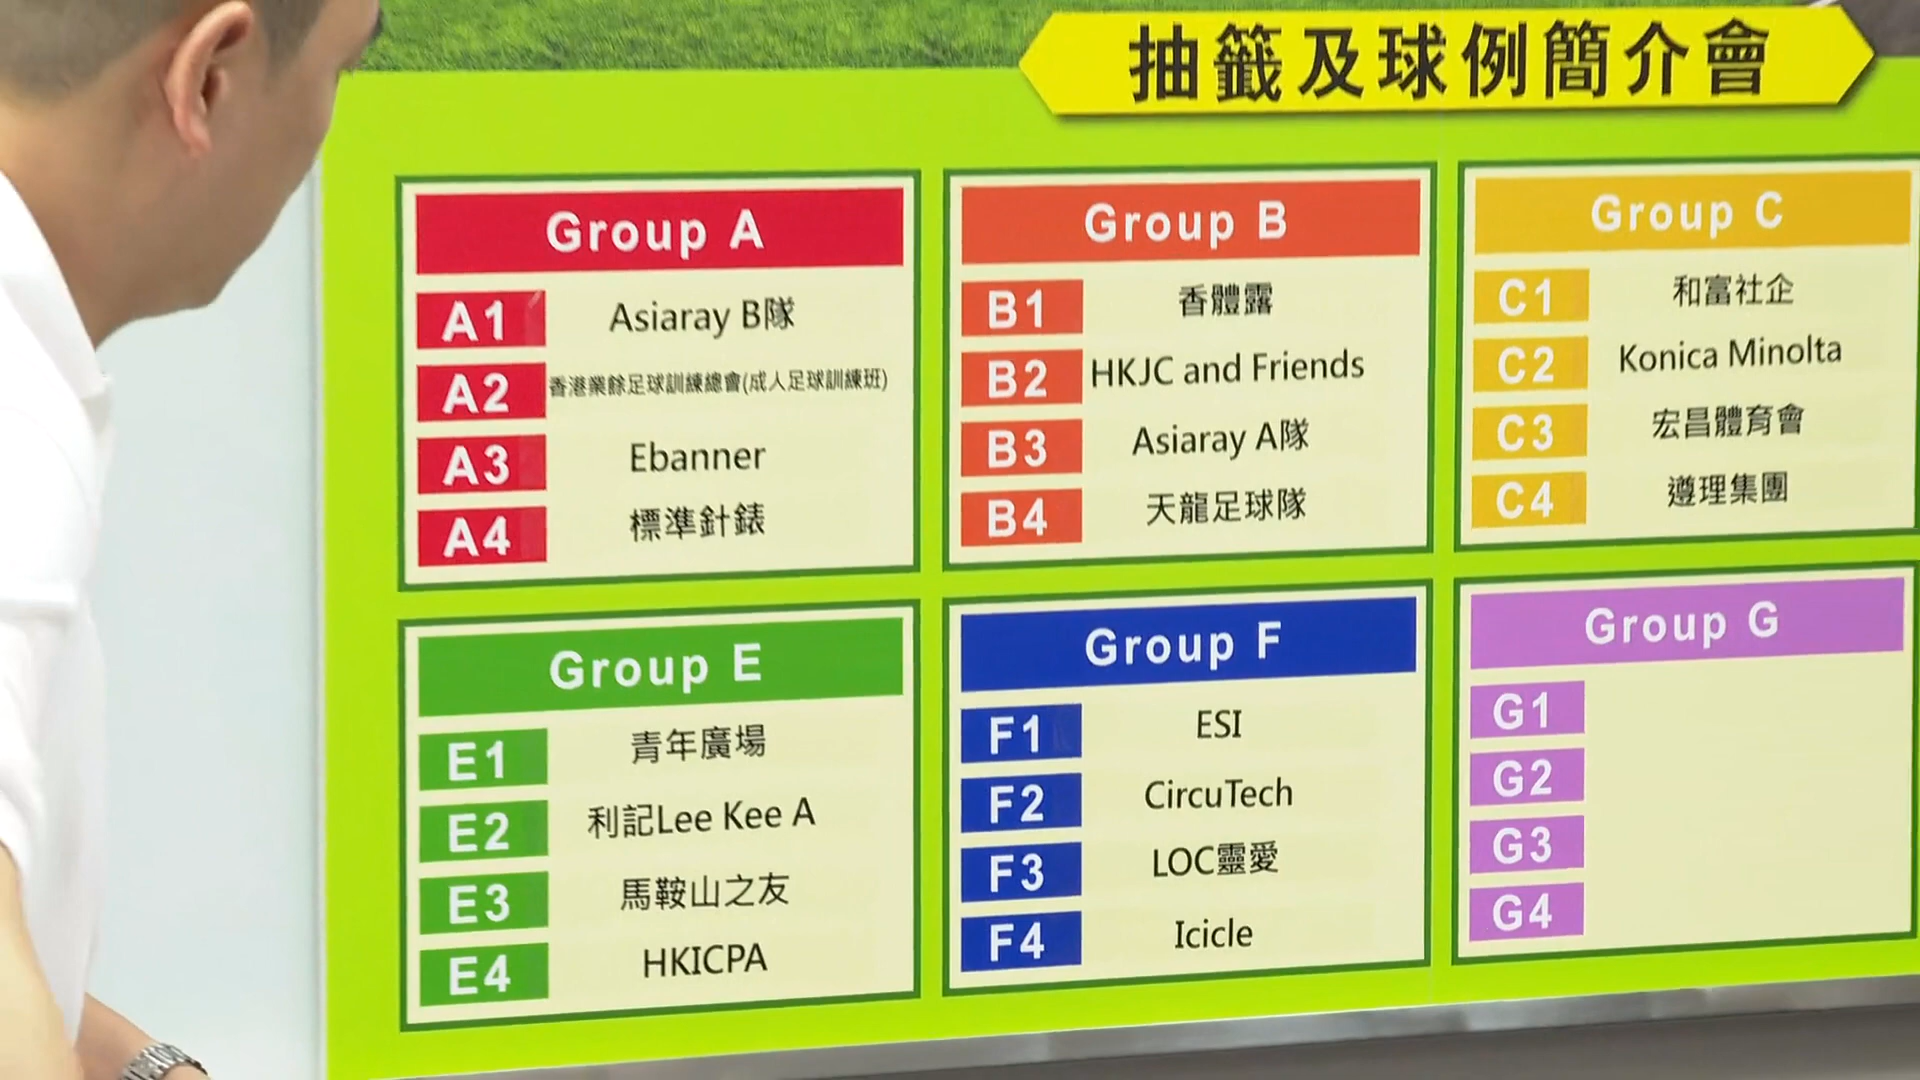 抽籤及球例簡介會
Group A
A1 Asiaray B隊
A2 香港業餘足球訓練總會(成人足球訓練班)
A3 Ebanner
A4 標準針錶
Group B
B1 香體露
B2 HKJC and Friends
B3 Asiaray A隊
B4 天龍足球隊
Group C
C1 和富社企
C2 Konica Minolta
C3 宏昌體育會
C4 遵理集團
Group E
E1 青年廣場
E2 利記Lee Kee A
E3 馬鞍山之友
E4 HKICPA
Group F
F1 ESI
F2 CircuTech
F3 LOC靈愛
F4 Icicle
Group G
G1
G2
G3
G4